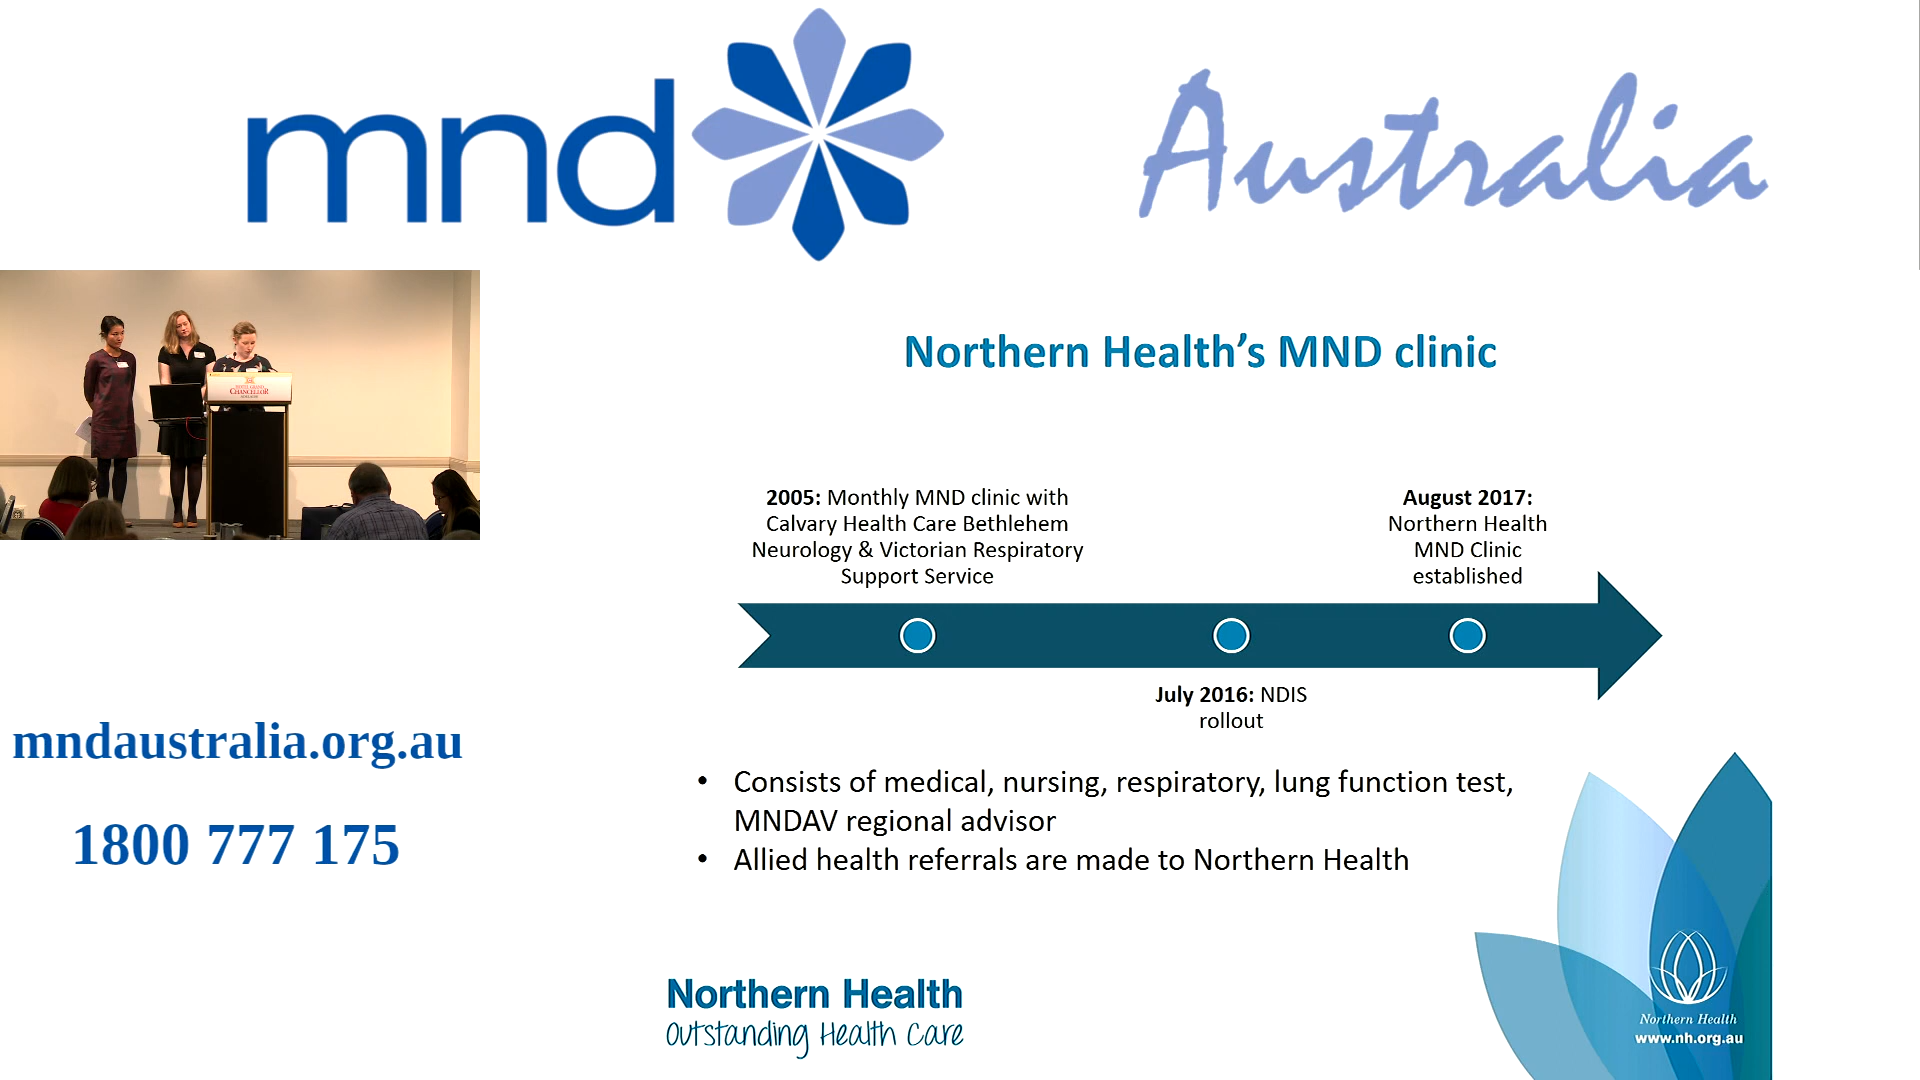 mnd Australia
Northern Health's MND clinic
CHANCELLOR
2005: Monthly MND clinic with
Calvary Health Care Bethlehem
Neurology & Victorian Respiratory
Support Service
August 2017:
Northern Health
MND Clinic
established
July 2016: NDIS
rollout
mndaustralia.org.au
1800 777 175
• Consists of medical, nursing, respiratory, lung function test,
MNDAV regional advisor
• Allied health referrals are made to Northern Health
Northern Health
Outstanding Health Care
Northern Health
www.nh.org.au